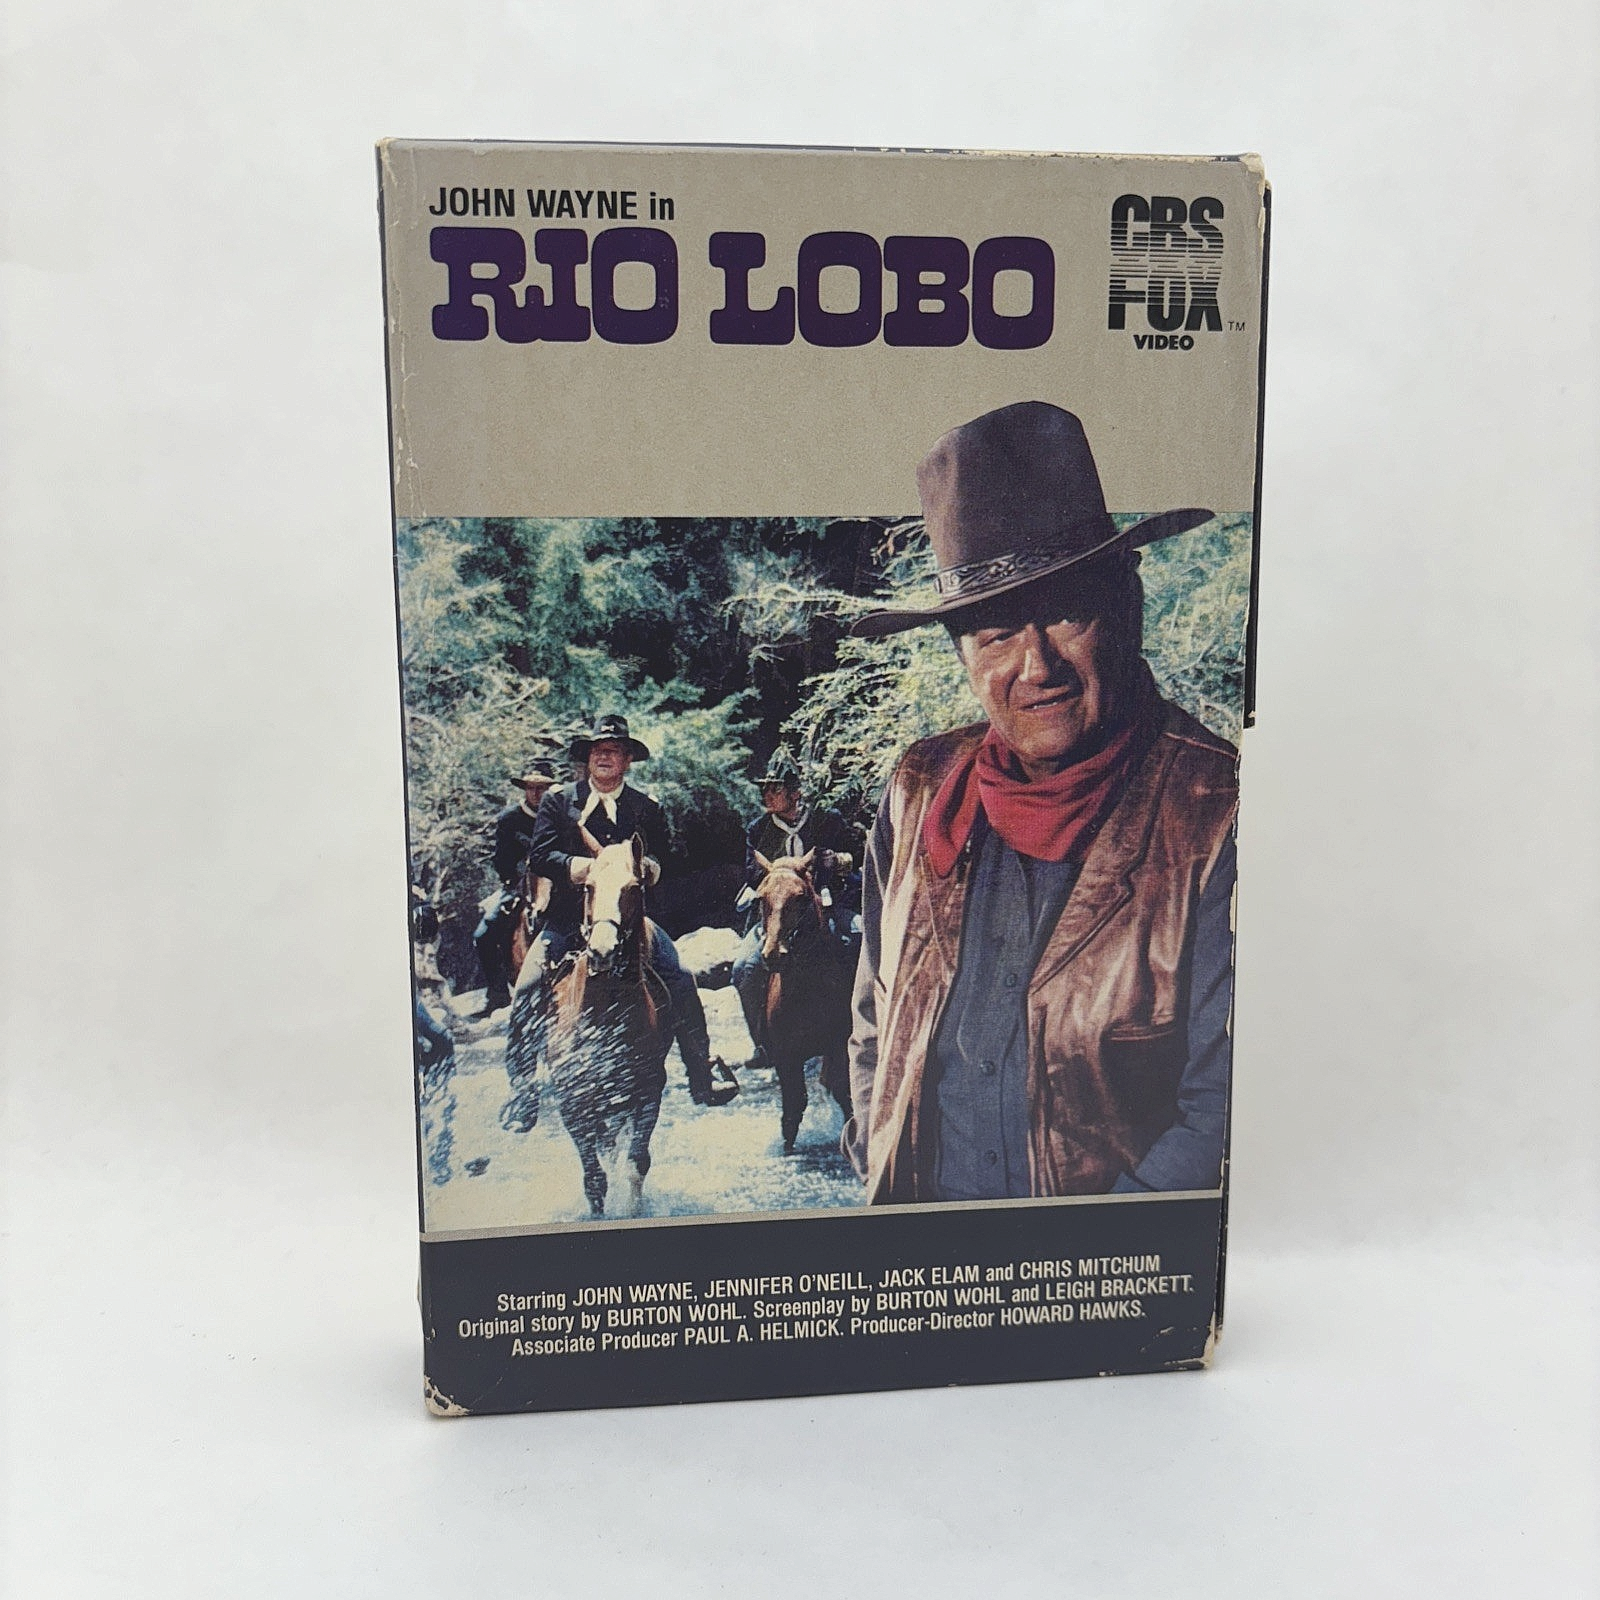 JOHN WAYNE in
RIO LOBO
CBS
FOX
TM
VIDEO
Starring JOHN WAYNE, JENNIFER O'NEILL, JACK ELAM and CHRIS MITCHUM
Original story by BURTON WOHL. Screenplay by BURTON WOHL and LEIGH BRACKETT.
Associate Producer PAUL A. HELMICK. Producer-Director HOWARD HAWKS.